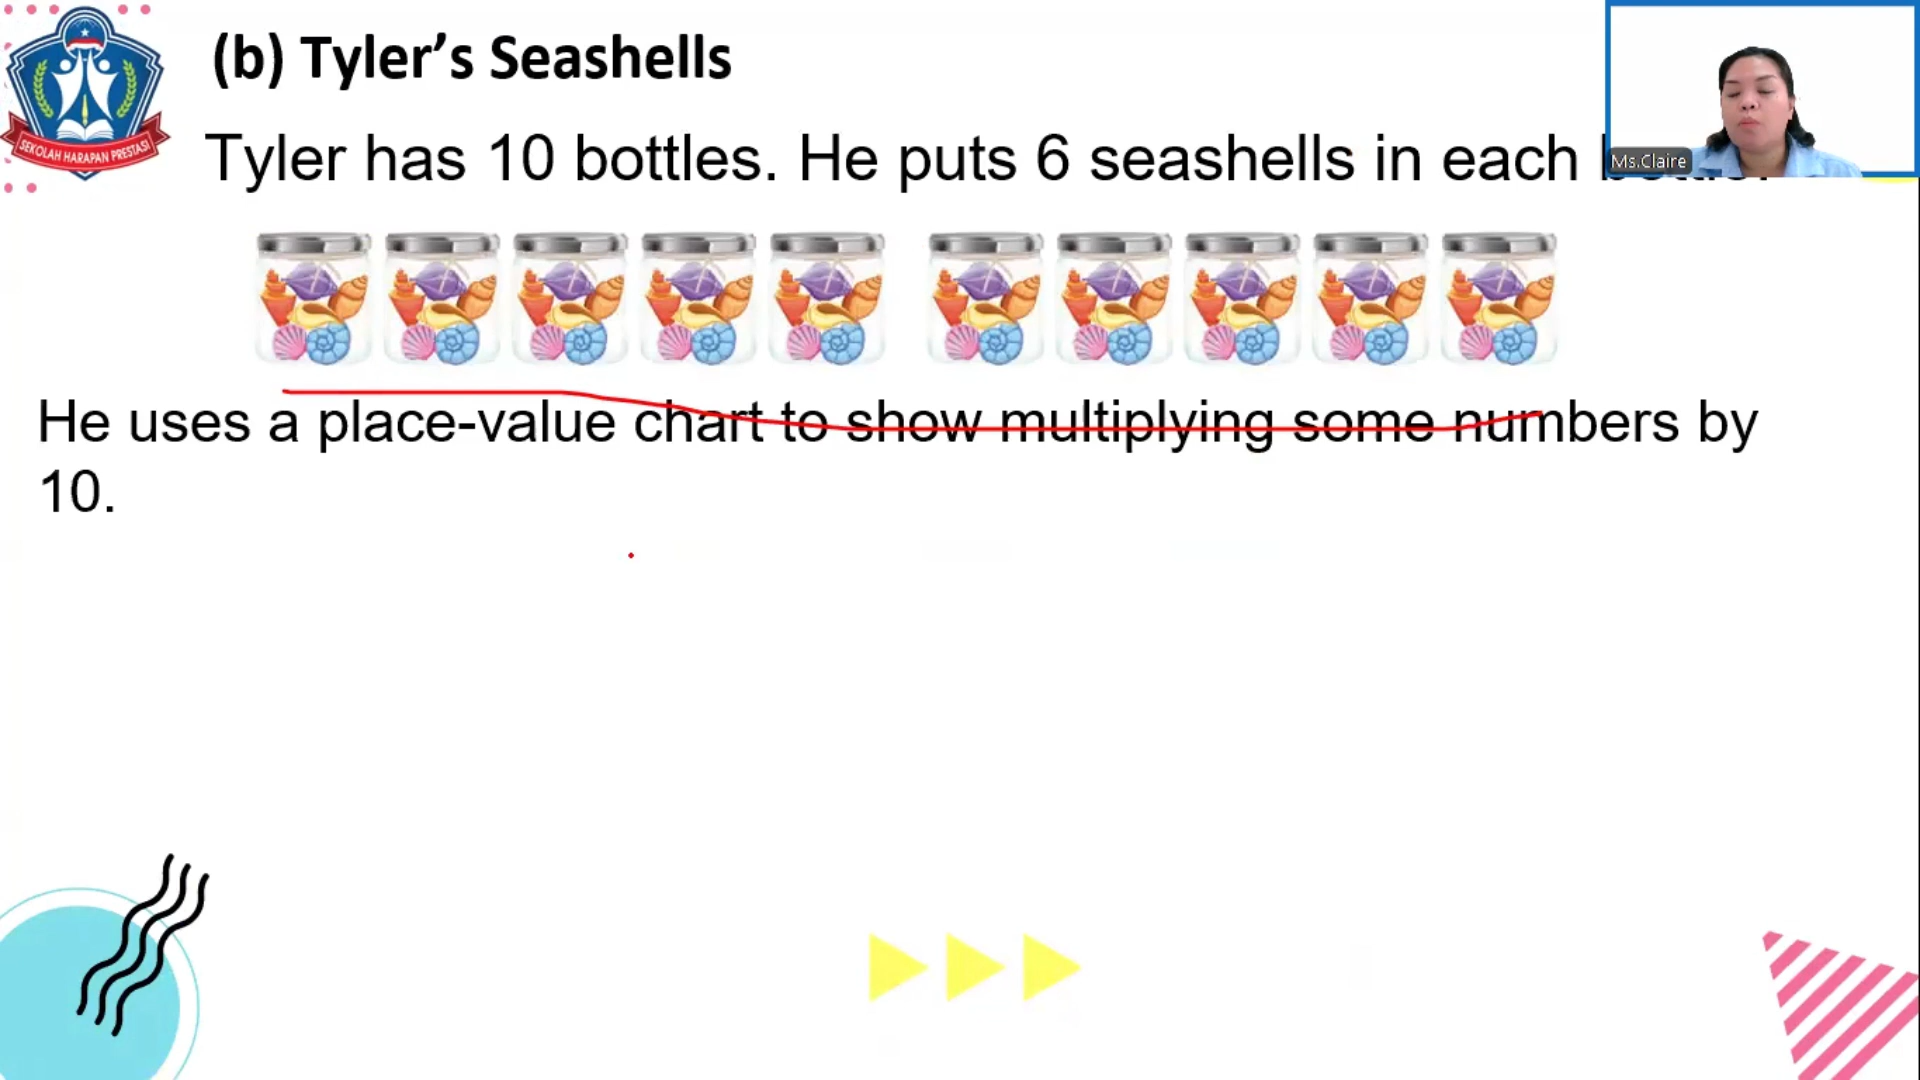 SEKOLAH HARAPAN PRESTASI
(b) Tyler’s Seashells
Tyler has 10 bottles. He puts 6 seashells in each
Ms.Claire
He uses a place-value chart to show multiplying some numbers by
10.